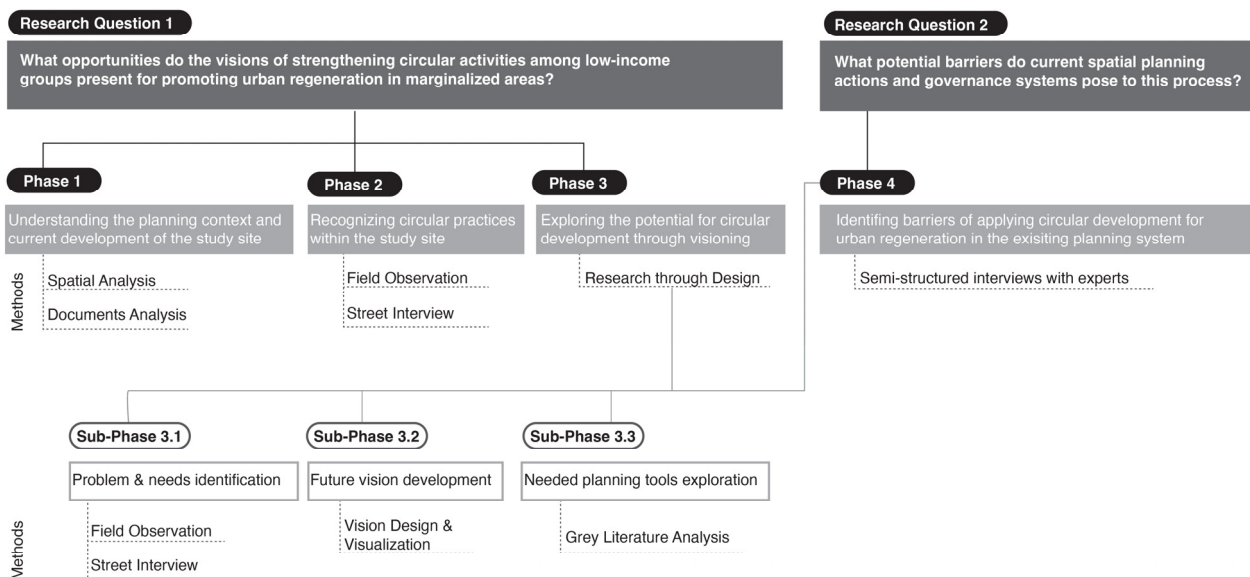 Research Question 1
What opportunities do the visions of strengthening circular activities among low-income
groups present for promoting urban regeneration in marginalized areas?
Research Question 2
What potential barriers do current spatial planning
actions and governance systems pose to this process?
Phase 1
Understanding the planning context and
current development of the study site
Methods
Spatial Analysis
Documents Analysis
Phase 2
Recognizing circular practices
within the study site
Field Observation
Street Interview
Phase 3
Exploring the potential for circular
development through visioning
Research through Design
Phase 4
Identifing barriers of applying circular development for
urban regeneration in the exisiting planning system
Semi-structured interviews with experts
Sub-Phase 3.1
Problem & needs identification
Methods
Field Observation
Street Interview
Sub-Phase 3.2
Future vision development
Vision Design &
Visualization
Sub-Phase 3.3
Needed planning tools exploration
Grey Literature Analysis